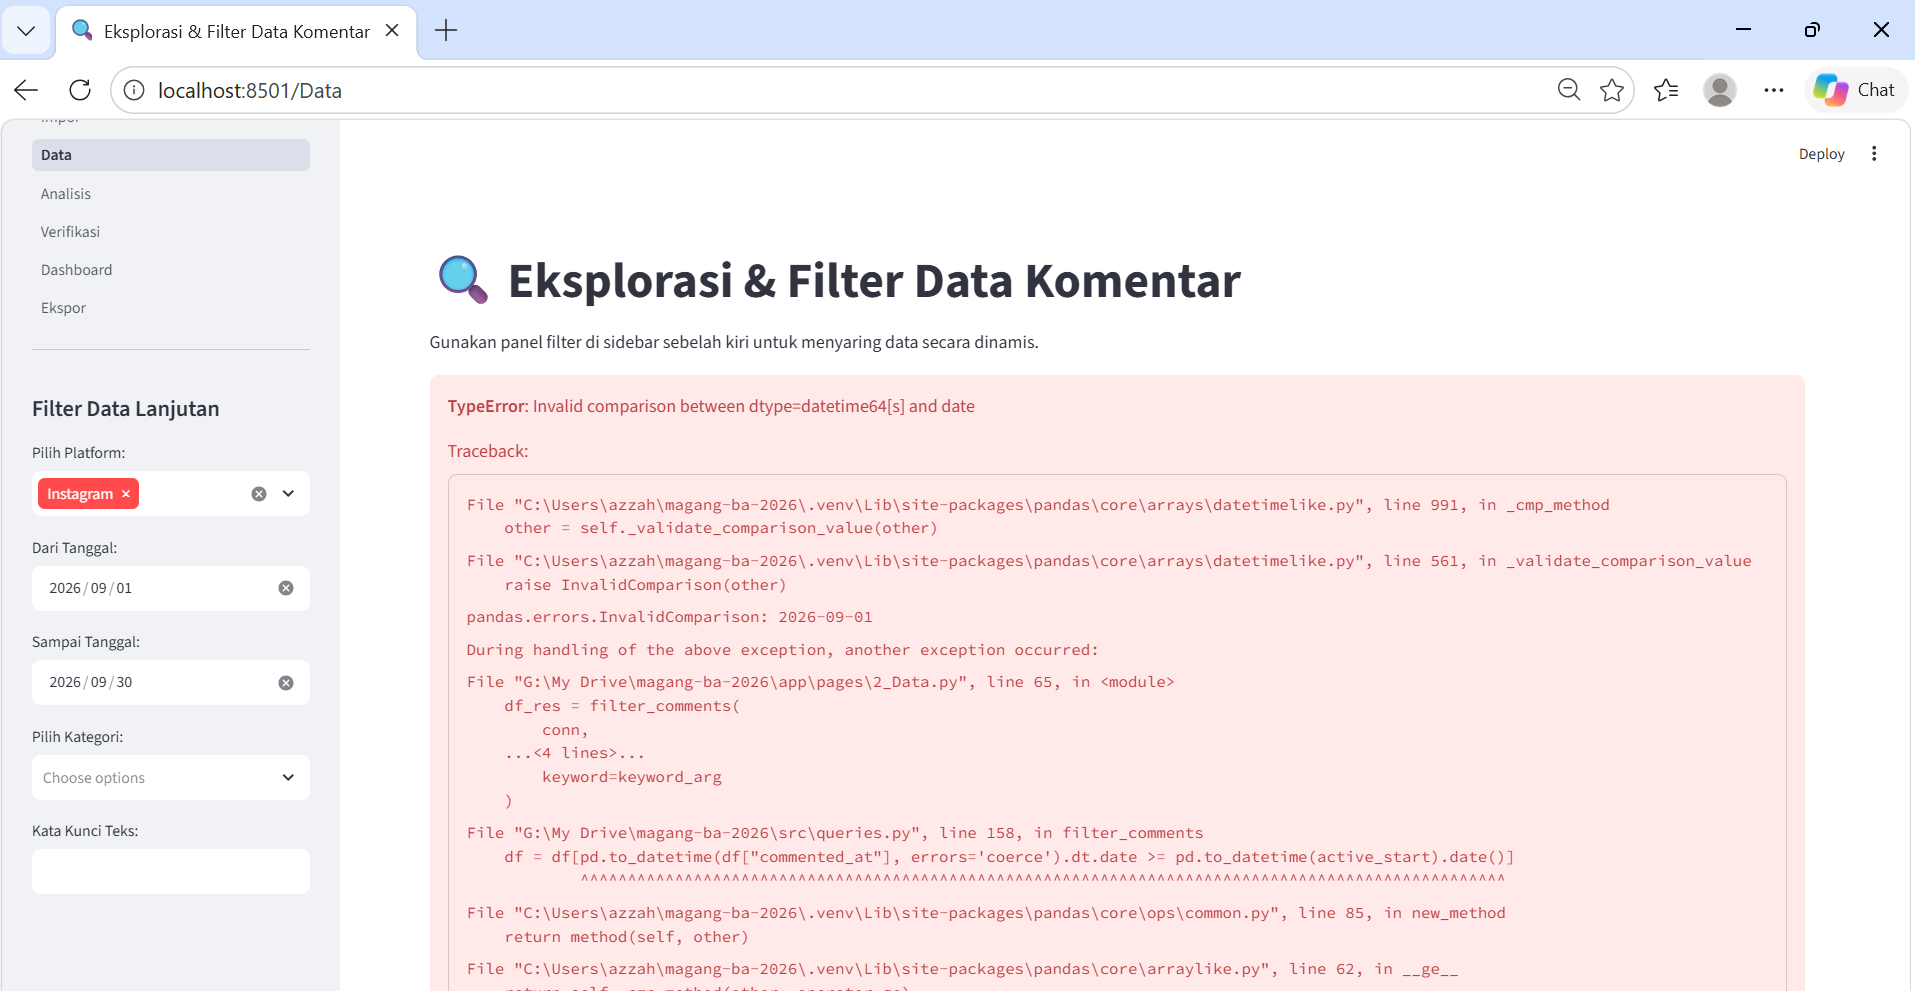 Eksplorasi & Filter Data Komentar
localhost:8501/Data
Chat
Impor
Data
Analisis
Verifikasi
Dashboard
Ekspor
Filter Data Lanjutan
Pilih Platform:
Instagram
Dari Tanggal:
2026/09/01
Sampai Tanggal:
2026/09/30
Pilih Kategori:
Choose options
Kata Kunci Teks:
Deploy
Eksplorasi & Filter Data Komentar
Gunakan panel filter di sidebar sebelah kiri untuk menyaring data secara dinamis.
TypeError: Invalid comparison between dtype=datetime64[s] and date
Traceback:
File "C:\Users\azzah\magang-ba-2026\.venv\Lib\site-packages\pandas\core\arrays\datetimelike.py", line 991, in _cmp_method
other = self._validate_comparison_value(other)
File "C:\Users\azzah\magang-ba-2026\.venv\Lib\site-packages\pandas\core\arrays\datetimelike.py", line 561, in _validate_comparison_value
raise InvalidComparison(other)
pandas.errors.InvalidComparison: 2026-09-01
During handling of the above exception, another exception occurred:
File "G:\My Drive\magang-ba-2026\app\pages\2_Data.py", line 65, in <module>
df_res = filter_comments(
conn,
...<4 lines>...
keyword=keyword_arg
)
File "G:\My Drive\magang-ba-2026\src\queries.py", line 158, in filter_comments
df = df[pd.to_datetime(df["commented_at"], errors='coerce').dt.date >= pd.to_datetime(active_start).date()]
^^^^^^^^^^^^^^^^^^^^^^^^^^^^^^^^^^^^^^^^^^^^^^^^^^^^^^^^^^^^^^^^^^^^^^^^^^^^^^^^^^^^^^^^^^^^^^^^^^
File "C:\Users\azzah\magang-ba-2026\.venv\Lib\site-packages\pandas\core\ops\common.py", line 85, in new_method
return method(self, other)
File "C:\Users\azzah\magang-ba-2026\.venv\Lib\site-packages\pandas\core\arraylike.py", line 62, in __ge__